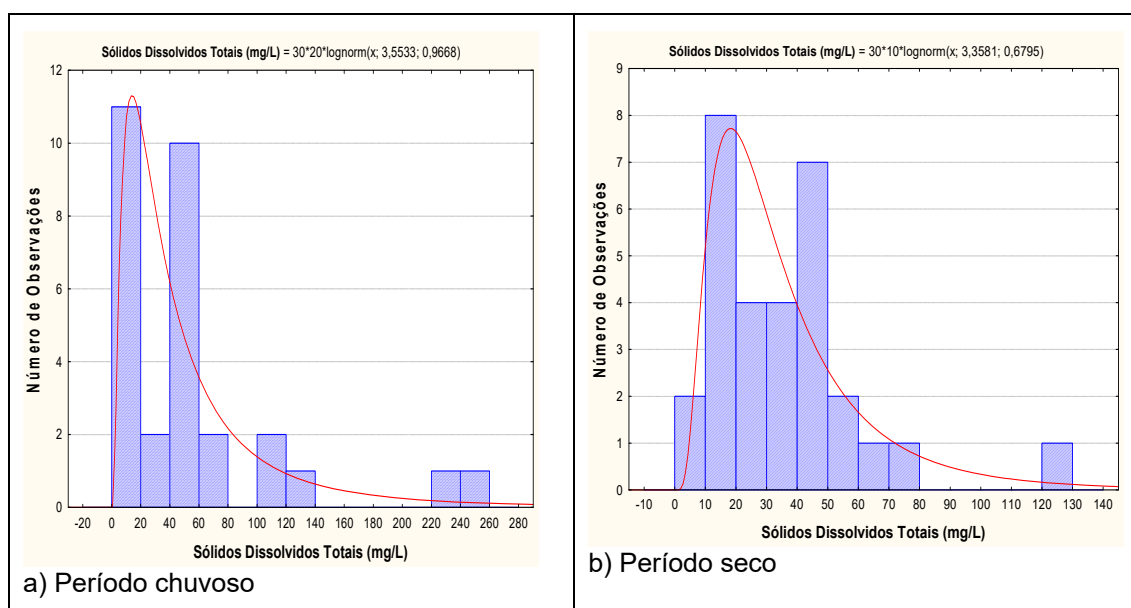 Sólidos Dissolvidos Totais (mg/L) = 30*20*lognorm(x; 3,5533; 0,9668)
12
10
8
6
4
2
0
Número de Observações
-20 0 20 40 60 80 100 120 140 160 180 200 220 240 260 280
Sólidos Dissolvidos Totais (mg/L)
a) Período chuvoso
Sólidos Dissolvidos Totais (mg/L) = 30*10*lognorm(x; 3,3581; 0,6795)
9
8
7
6
5
4
3
2
1
0
Número de Observações
-10 0 10 20 30 40 50 60 70 80 90 100 110 120 130 140
Sólidos Dissolvidos Totais (mg/L)
b) Período seco